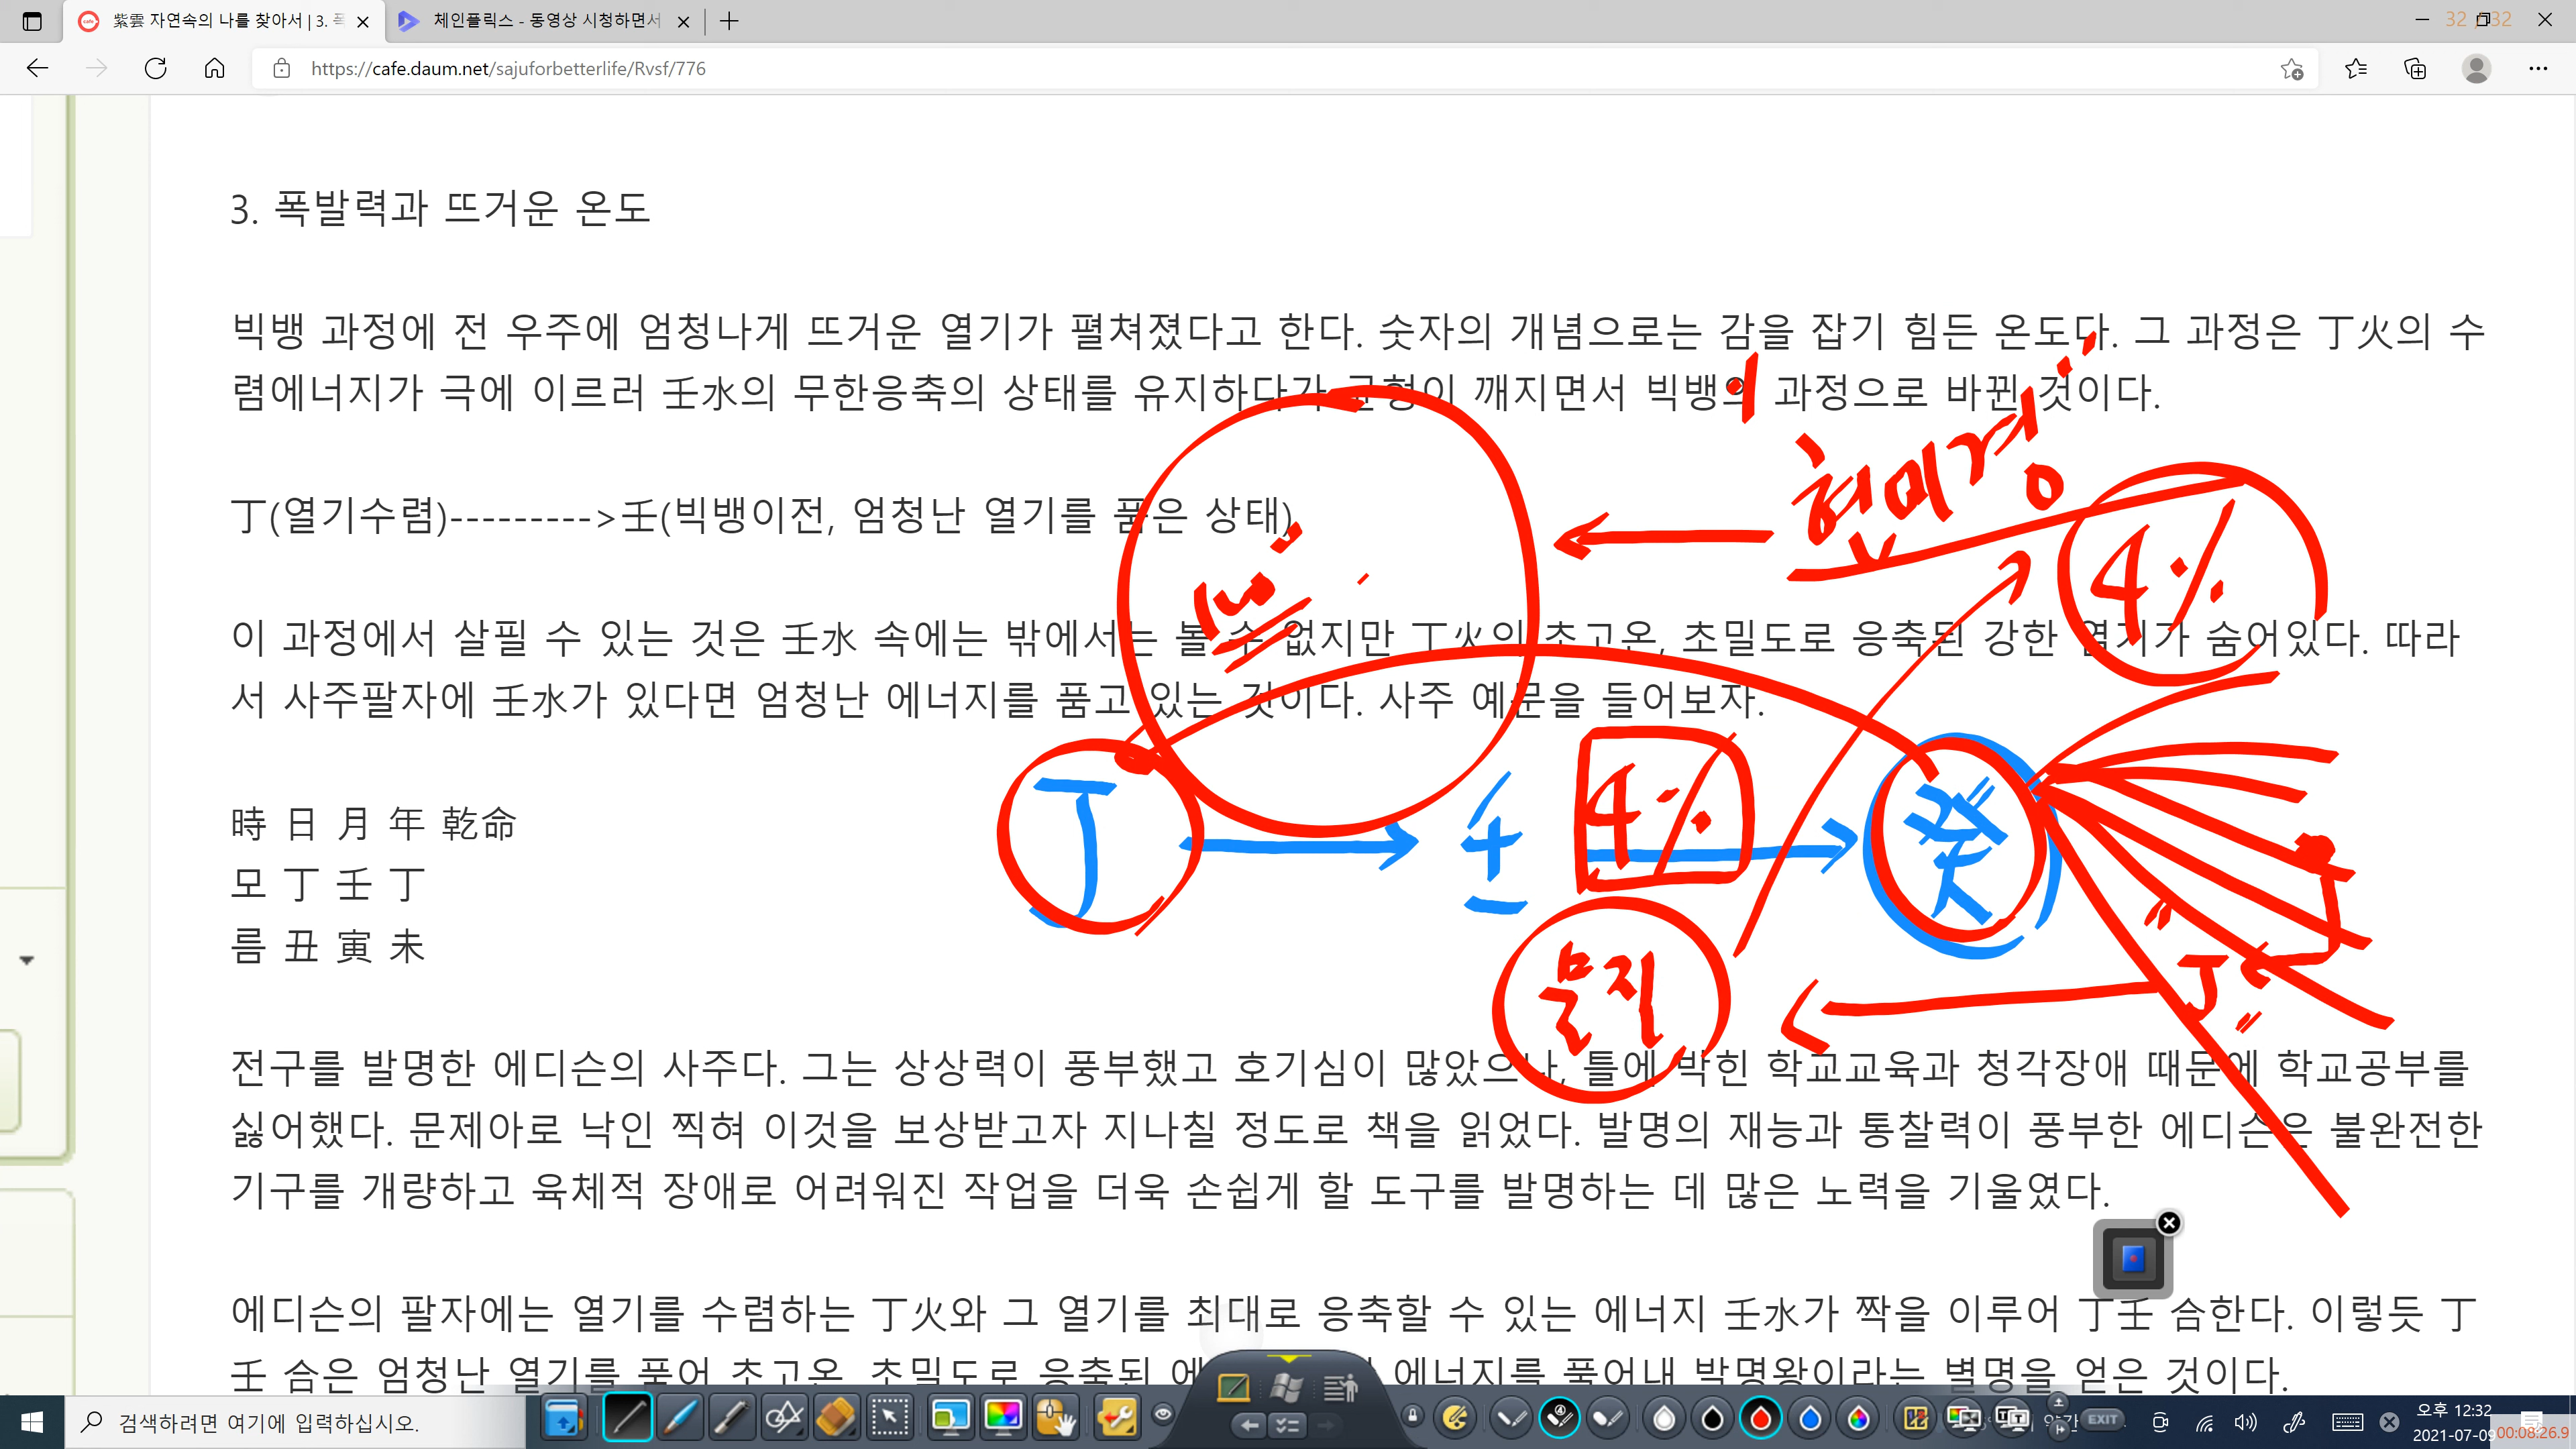 紫雲 자연속의 나를 찾아서 | 3. 폭
체인플릭스 - 동영상 시청하면서
32 / 32
https://cafe.daum.net/sajuforbetterlife/Rvsf/776
3. 폭발력과 뜨거운 온도
빅뱅 과정에 전 우주에 엄청나게 뜨거운 열기가 펼쳐졌다고 한다. 숫자의 개념으로는 감을 잡기 힘든 온도다. 그 과정은 丁火의 수
렴에너지가 극에 이르러 壬水의 무한응축의 상태를 유지하다가 균형이 깨지면서 빅뱅의 과정으로 바뀐 것이다.
현미경
丁(열기수렴)--------->壬(빅뱅이전, 엄청난 열기를 품은 상태)
4%
이 과정에서 살필 수 있는 것은 壬水 속에는 밖에서는 볼 수 없지만 丁火의 초고온, 초밀도로 응축된 강한 열기가 숨어있다. 따라
서 사주팔자에 壬水가 있다면 엄청난 에너지를 품고 있는 것이다. 사주 예문을 들어보자.
丁 壬 4% 癸
時 日 月 年 乾命
모 丁 壬 丁
름 丑 寅 未
물질 丁
전구를 발명한 에디슨의 사주다. 그는 상상력이 풍부했고 호기심이 많았으나, 틀에 박힌 학교교육과 청각장애 때문에 학교공부를
싫어했다. 문제아로 낙인 찍혀 이것을 보상받고자 지나칠 정도로 책을 읽었다. 발명의 재능과 통찰력이 풍부한 에디슨은 불완전한
기구를 개량하고 육체적 장애로 어려워진 작업을 더욱 손쉽게 할 도구를 발명하는 데 많은 노력을 기울였다.
에디슨의 팔자에는 열기를 수렴하는 丁火와 그 열기를 최대로 응축할 수 있는 에너지 壬水가 짝을 이루어 丁壬 合한다. 이렇듯 丁
壬 合은 엄청난 열기를 품어 초고온, 초밀도로 응축된 에 에너지를 풀어내 발명왕이라는 별명을 얻은 것이다.
검색하려면 여기에 입력하십시오.
EXIT
오후 12:32
2021-07-09
00:08:26.9